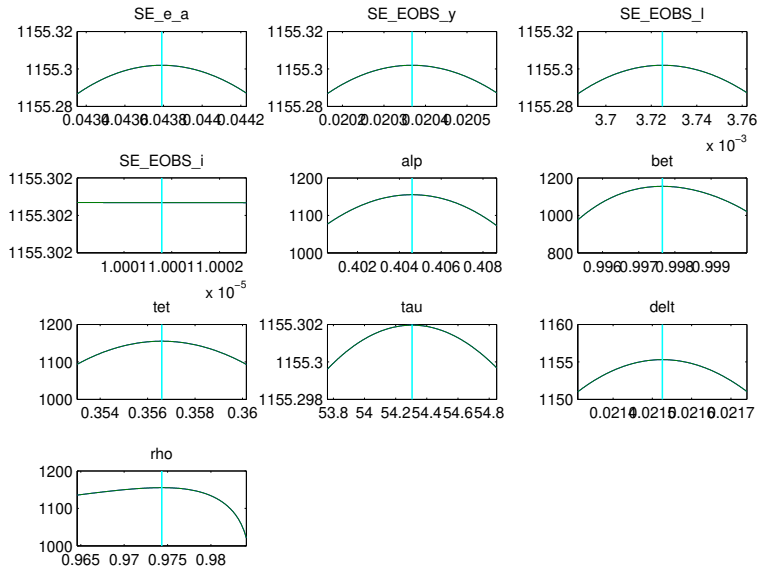 SE_e_a
1155.32
1155.3
1155.28
0.0434 0.0436 0.0438 0.044 0.0442
SE_EOBS_y
1155.32
1155.3
1155.28
0.0202 0.0203 0.0204 0.0205
SE_EOBS_l
1155.32
1155.3
1155.28
3.7 3.72 3.74 3.76
x 10⁻³
SE_EOBS_i
1155.302
1155.302
1155.302
1.0001 1.0001 1.0002
x 10⁻⁵
alp
1200
1100
1000
0.402 0.404 0.406 0.408
bet
1200
1000
800
0.996 0.997 0.998 0.999
tet
1200
1100
1000
0.354 0.356 0.358 0.36
tau
1155.302
1155.3
1155.298
53.8 54 54.2 54.4 54.6 54.8
delt
1160
1155
1150
0.0214 0.0215 0.0216 0.0217
rho
1200
1100
1000
0.965 0.97 0.975 0.98